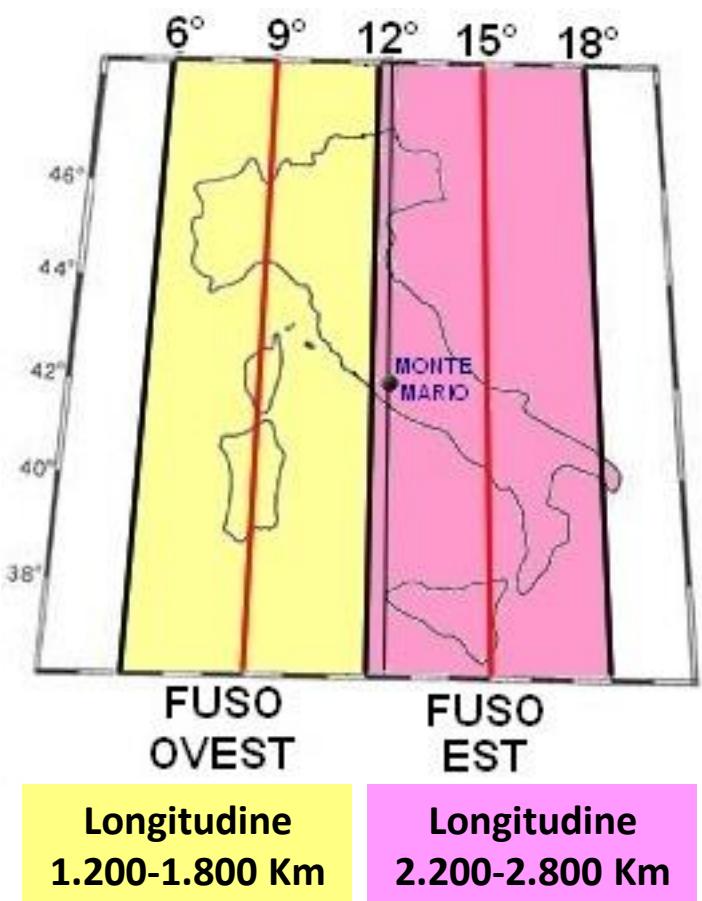 6° 9° 12° 15° 18°
46°
44°
42°
MONTE
MARIO
40°
38°
FUSO
OVEST
FUSO
EST
Longitudine
1.200-1.800 Km
Longitudine
2.200-2.800 Km